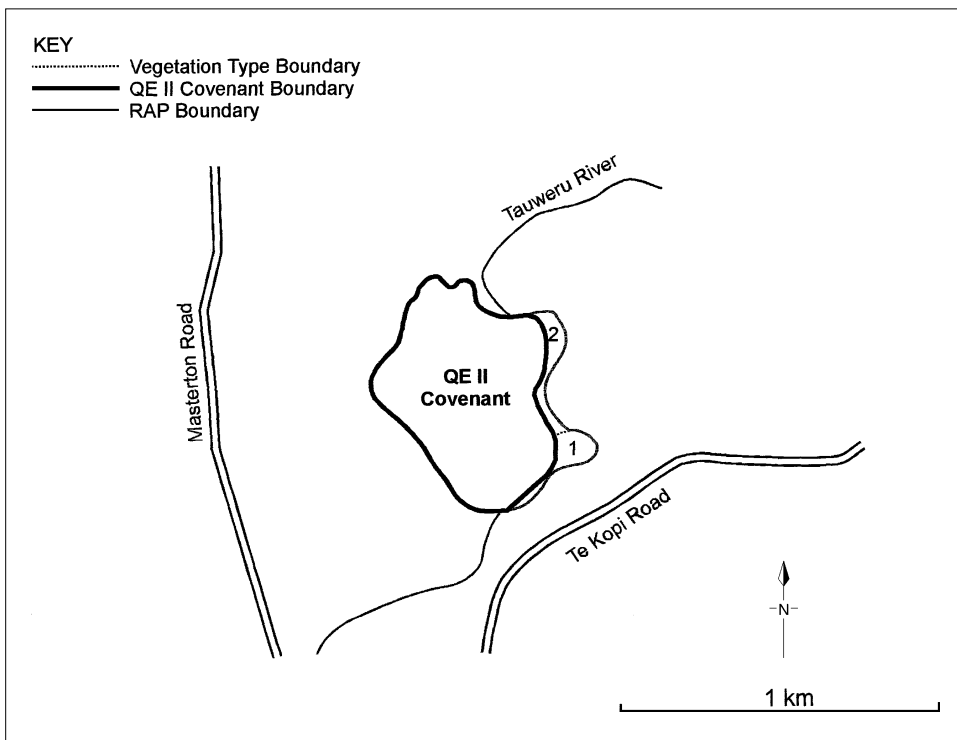 KEY
Vegetation Type Boundary
QE II Covenant Boundary
RAP Boundary
Tauweru River
Masterton Road
2
QE II
Covenant
1
Te Kopi Road
N
1 km